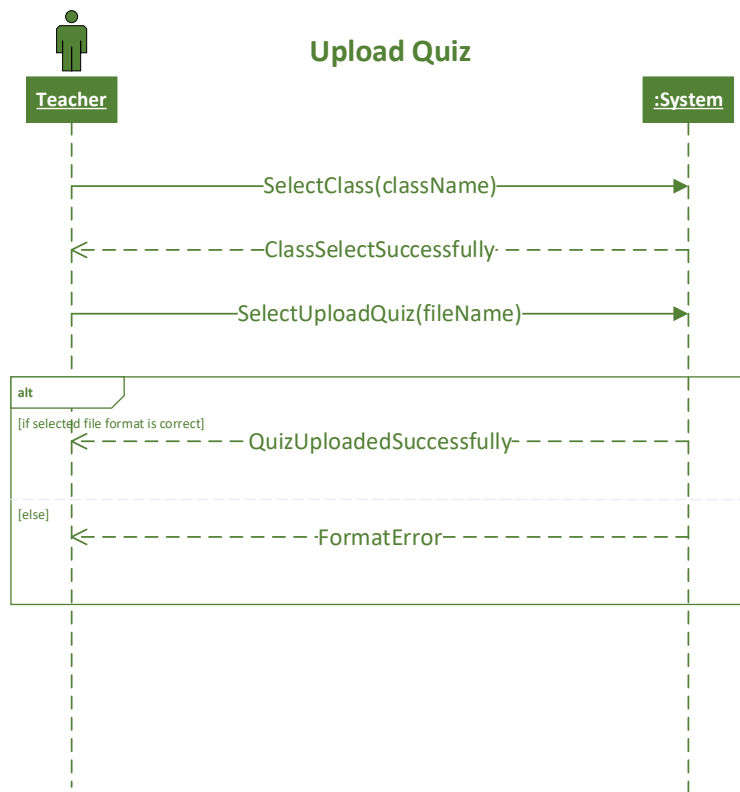 Upload Quiz
Teacher
:System
SelectClass(className)
ClassSelectSuccessfully
SelectUploadQuiz(fileName)
alt
[if selected file format is correct]
QuizUploadedSuccessfully
[else]
FormatError